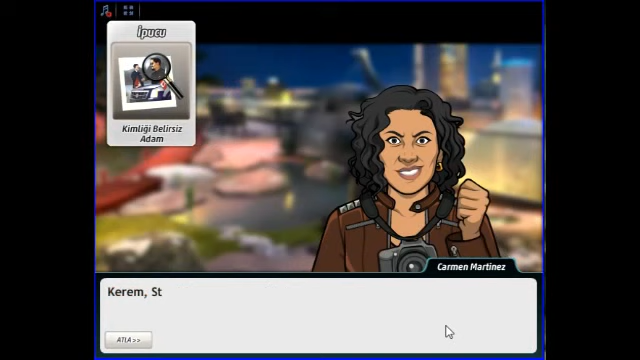 İpucu
Kimliği Belirsiz
Adam
Carmen Martinez
Kerem, St
ATLA >>